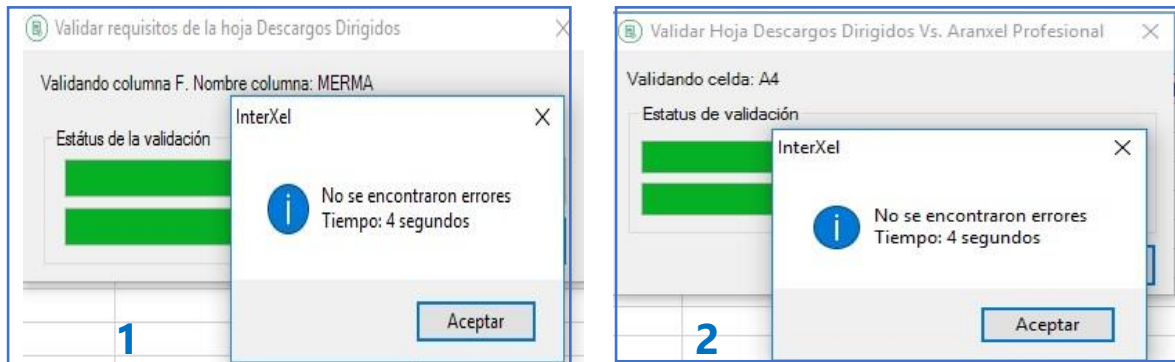 Validar requisitos de la hoja Descargos Dirigidos
Validando columna F. Nombre columna: MERMA
Estátus de la validación
InterXel
No se encontraron errores
Tiempo: 4 segundos
Aceptar
1
Validar Hoja Descargos Dirigidos Vs. Aranxel Profesional
Validando celda: A4
Estatus de validación
InterXel
No se encontraron errores
Tiempo: 4 segundos
Aceptar
2